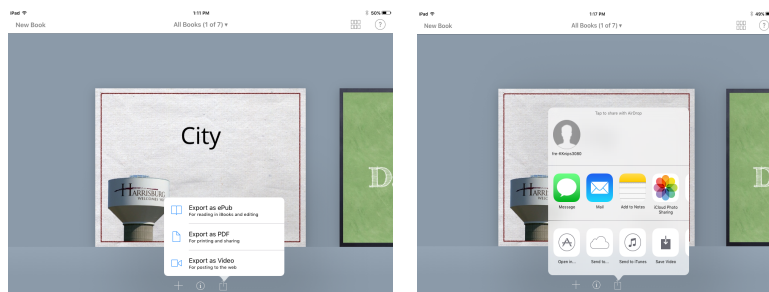 iPad
1:11 PM
50%
New Book
All Books (1 of 7) ▾
?
City
HARRISBURG
Export as ePub
For reading in iBooks and editing
Export as PDF
For printing and sharing
Export as Video
For posting to the web
iPad
1:17 PM
49%
New Book
All Books (1 of 7) ▾
?
Tap to share with AirDrop
HARRI
D
Message
Mail
Add to Notes
iCloud Photo
Sharing
Open in...
Send to...
Send to iTunes
Save Video